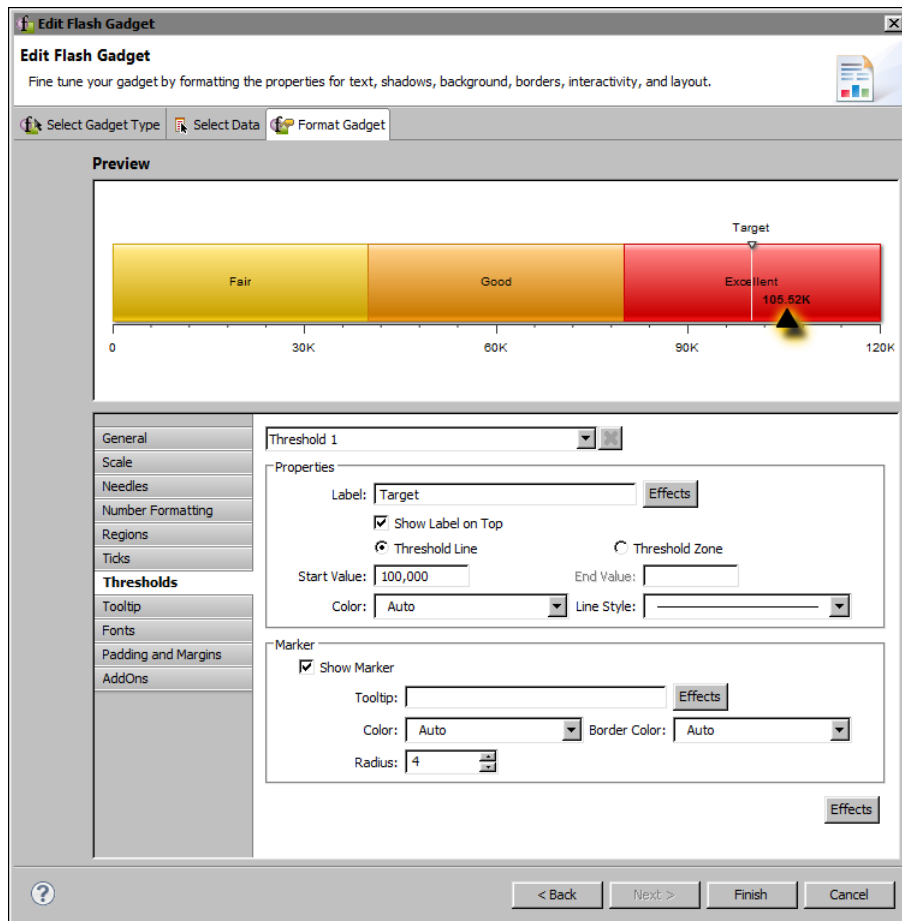 Edit Flash Gadget
Edit Flash Gadget
Fine tune your gadget by formatting the properties for text, shadows, background, borders, interactivity, and layout.
Select Gadget Type Select Data Format Gadget
Preview
Target
Fair Good Excellent
105.52K
0 30K 60K 90K 120K
General
Scale
Needles
Number Formatting
Regions
Ticks
Thresholds
Tooltip
Fonts
Padding and Margins
AddOns
Threshold 1
Properties
Label: Target Effects
Show Label on Top
Threshold Line Threshold Zone
Start Value: 100,000 End Value:
Color: Auto Line Style:
Marker
Show Marker
Tooltip: Effects
Color: Auto Border Color: Auto
Radius: 4
Effects
? < Back Next > Finish Cancel